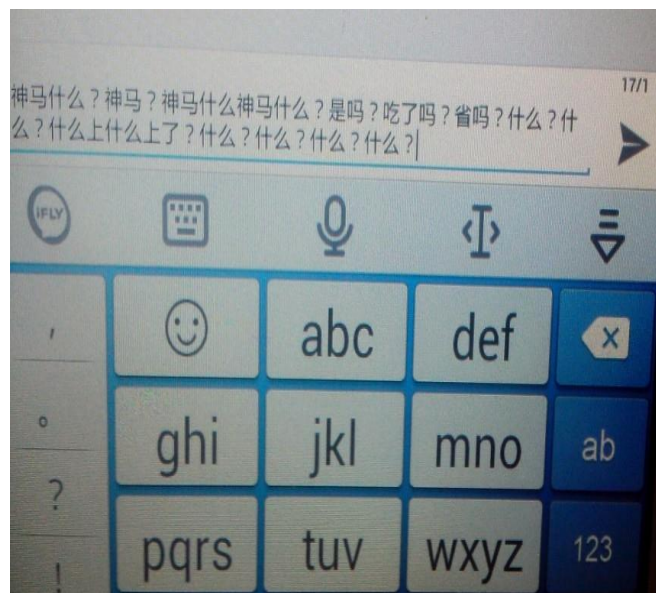 17/1
神马什么？神马？神马什么神马什么？是吗？吃了吗？省吗？什么？什
么？什么上什么上了？什么？什么？什么？什么？
iFLY
，
abc
def
。
ghi
jkl
mno
ab
？
pqrs
tuv
wxyz
123
！